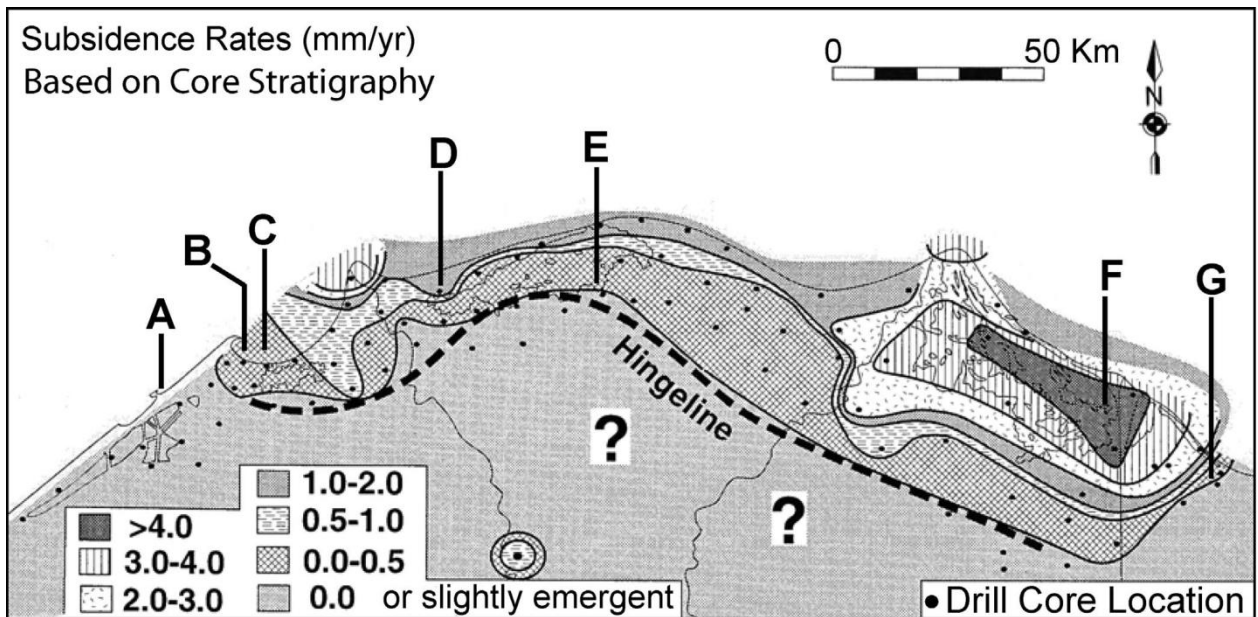 Subsidence Rates (mm/yr)
Based on Core Stratigraphy
0 50 Km
N
A
B
C
D
E
F
G
Hingeline
?
?
>4.0
3.0-4.0
2.0-3.0
1.0-2.0
0.5-1.0
0.0-0.5
0.0 or slightly emergent
Drill Core Location